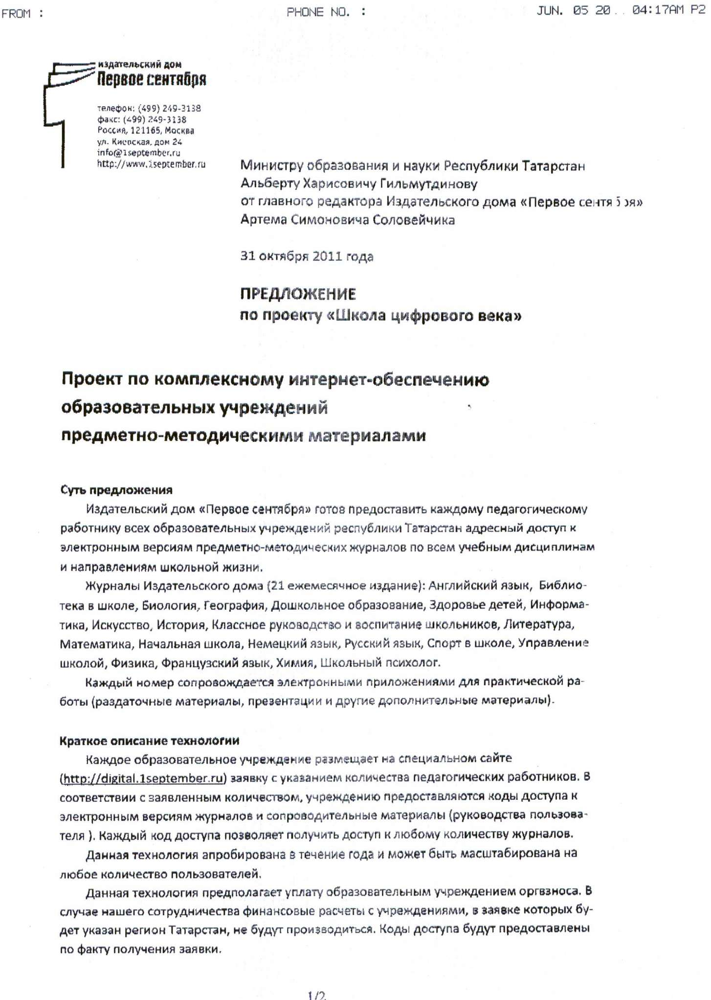 FROM :
PHONE NO. :
JUN. 05 20 . . 04:17AM P2
издательский дом
Первое сентября
телефон: (499) 249-3138
факс: (499) 249-3138
Россия, 121165, Москва
ул. Киевская, дом 24
info@1september.ru
http://www.1september.ru
Министру образования и науки Республики Татарстан
Альберту Харисовичу Гильмутдинову
от главного редактора Издательского дома «Первое сентября»
Артема Симоновича Соловейчика
31 октября 2011 года
ПРЕДЛОЖЕНИЕ
по проекту «Школа цифрового века»
Проект по комплексному интернет-обеспечению
образовательных учреждений
предметно-методическими материалами
Суть предложения
Издательский дом «Первое сентября» готов предоставить каждому педагогическому
работнику всех образовательных учреждений республики Татарстан адресный доступ к
электронным версиям предметно-методических журналов по всем учебным дисциплинам
и направлениям школьной жизни.
Журналы Издательского дома (21 ежемесячное издание): Английский язык, Библио-
тека в школе, Биология, География, Дошкольное образование, Здоровье детей, Информа-
тика, Искусство, История, Классное руководство и воспитание школьников, Литература,
Математика, Начальная школа, Немецкий язык, Русский язык, Спорт в школе, Управление
школой, Физика, Французский язык, Химия, Школьный психолог.
Каждый номер сопровождается электронными приложениями для практической ра-
боты (раздаточные материалы, презентации и другие дополнительные материалы).
Краткое описание технологии
Каждое образовательное учреждение размещает на специальном сайте
(http://digital.1september.ru) заявку с указанием количества педагогических работников. В
соответствии с заявленным количеством, учреждению предоставляются коды доступа к
электронным версиям журналов и сопроводительные материалы (руководства пользова-
теля ). Каждый код доступа позволяет получить доступ к любому количеству журналов.
Данная технология апробирована в течение года и может быть масштабирована на
любое количество пользователей.
Данная технология предполагает уплату образовательным учреждением оргвзноса. В
случае нашего сотрудничества финансовые расчеты с учреждениями, в заявке которых бу-
дет указан регион Татарстан, не будут производиться. Коды доступа будут предоставлены
по факту получения заявки.
1/2